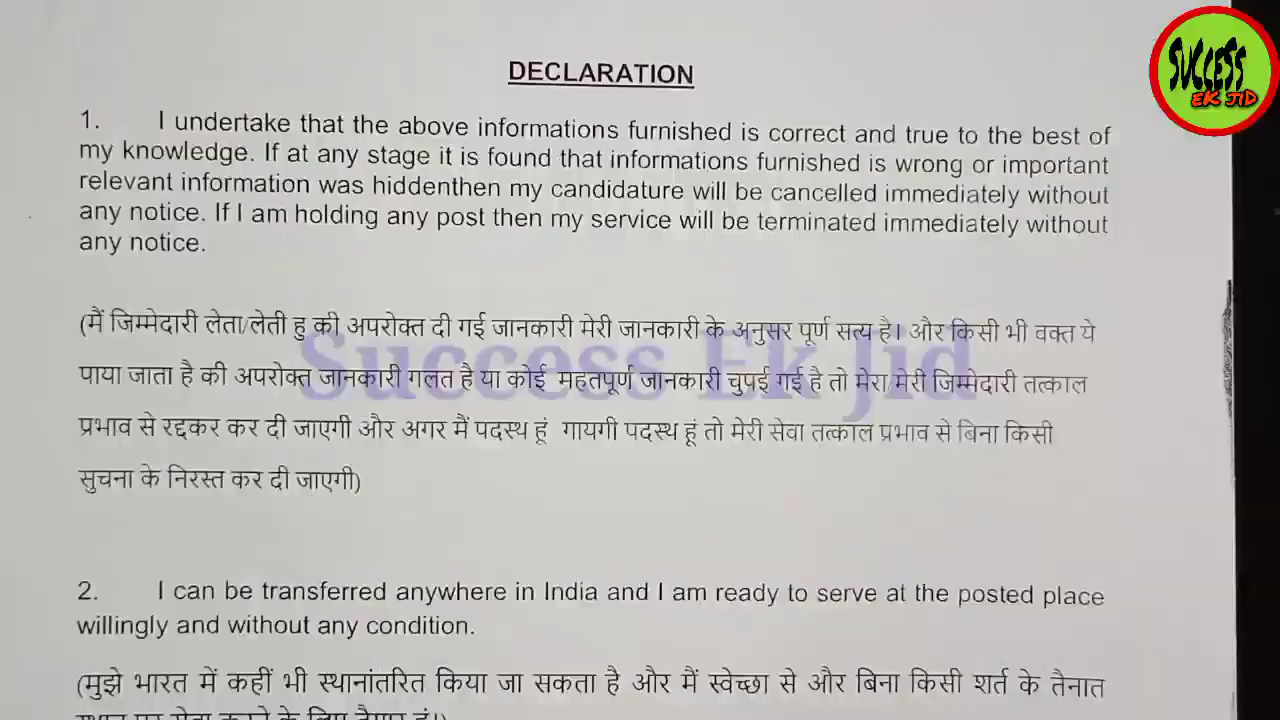 SUCCESS
EK JID
DECLARATION
1. I undertake that the above informations furnished is correct and true to the best of
my knowledge. If at any stage it is found that informations furnished is wrong or important
relevant information was hiddenthen my candidature will be cancelled immediately without
any notice. If I am holding any post then my service will be terminated immediately without
any notice.
(मैं जिम्मेदारी लेता/लेती हु की अपरोक्त दी गई जानकारी मेरी जानकारी के अनुसर पूर्ण सत्य है। और किसी भी वक्त ये
Success Ek Jid
पाया जाता है की अपरोक्त जानकारी गलत है या कोई महतपूर्ण जानकारी चुपई गई है तो मेरा/मेरी जिम्मेदारी तत्काल
प्रभाव से रद्दकर कर दी जाएगी और अगर मैं पदस्थ हूं गायगी पदस्थ हूं तो मेरी सेवा तत्काल प्रभाव से बिना किसी
सुचना के निरस्त कर दी जाएगी)
2. I can be transferred anywhere in India and I am ready to serve at the posted place
willingly and without any condition.
(मुझे भारत में कहीं भी स्थानांतरित किया जा सकता है और मैं स्वेच्छा से और बिना किसी शर्त के तैनात